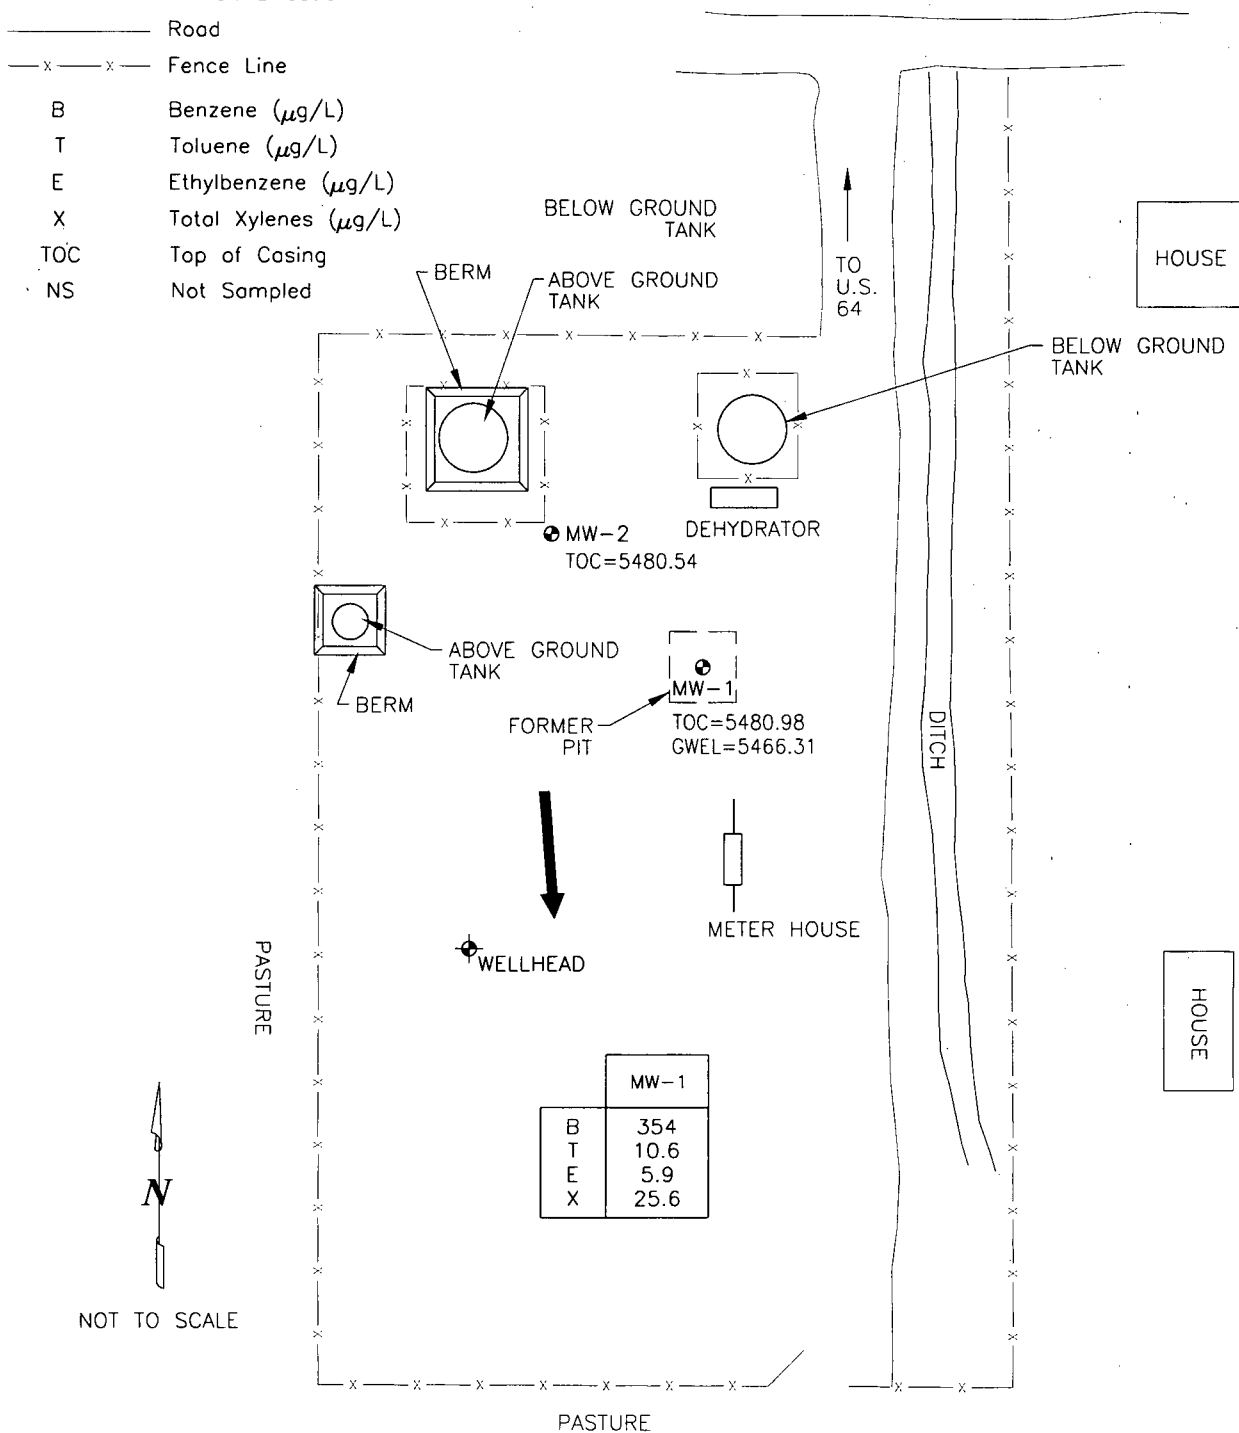 Road
x x Fence Line
B Benzene (µg/L)
T Toluene (µg/L)
E Ethylbenzene (µg/L)
X Total Xylenes (µg/L)
TOC Top of Casing
NS Not Sampled
BELOW GROUND
TANK
BERM
ABOVE GROUND
TANK
TO
U.S.
64
HOUSE
BELOW GROUND
TANK
MW-2
TOC=5480.54
DEHYDRATOR
ABOVE GROUND
TANK
BERM
MW-1
FORMER
PIT
TOC=5480.98
GWEL=5466.31
DITCH
METER HOUSE
WELLHEAD
PASTURE
HOUSE
MW-1
B 354
T 10.6
E 5.9
X 25.6
N
NOT TO SCALE
PASTURE